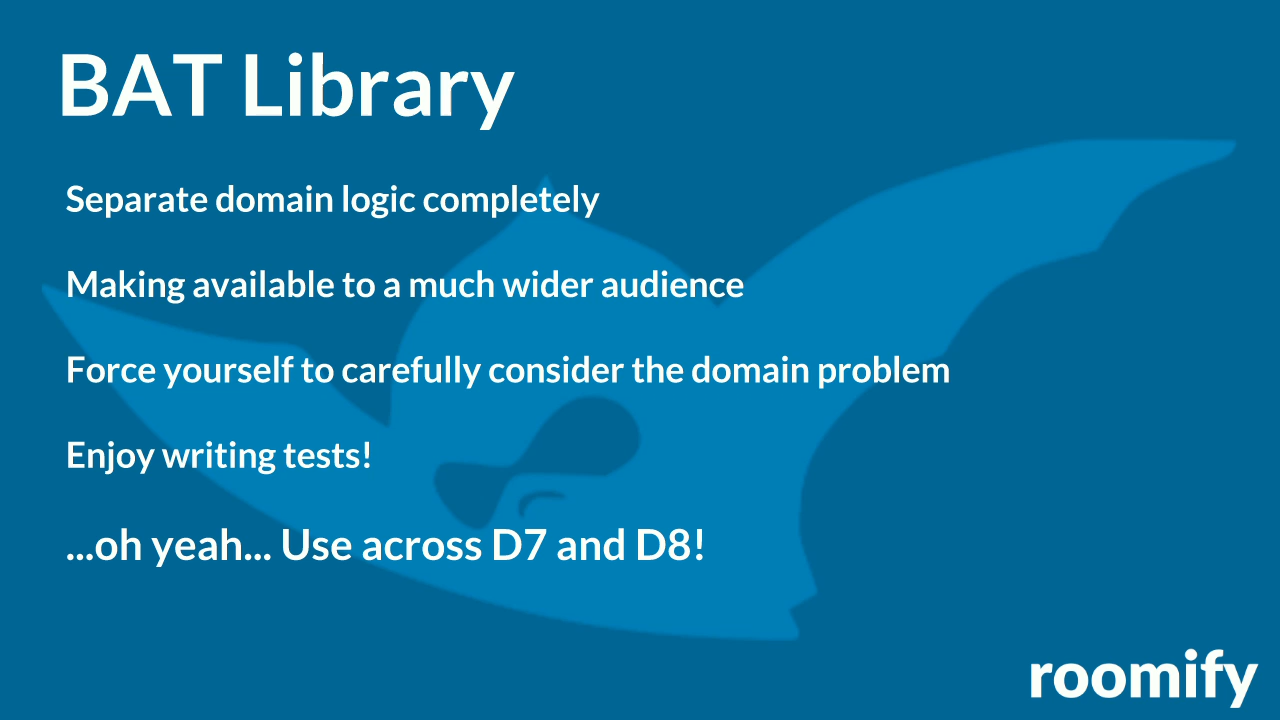 BAT Library
Separate domain logic completely
Making available to a much wider audience
Force yourself to carefully consider the domain problem
Enjoy writing tests!
...oh yeah... Use across D7 and D8!
roomify